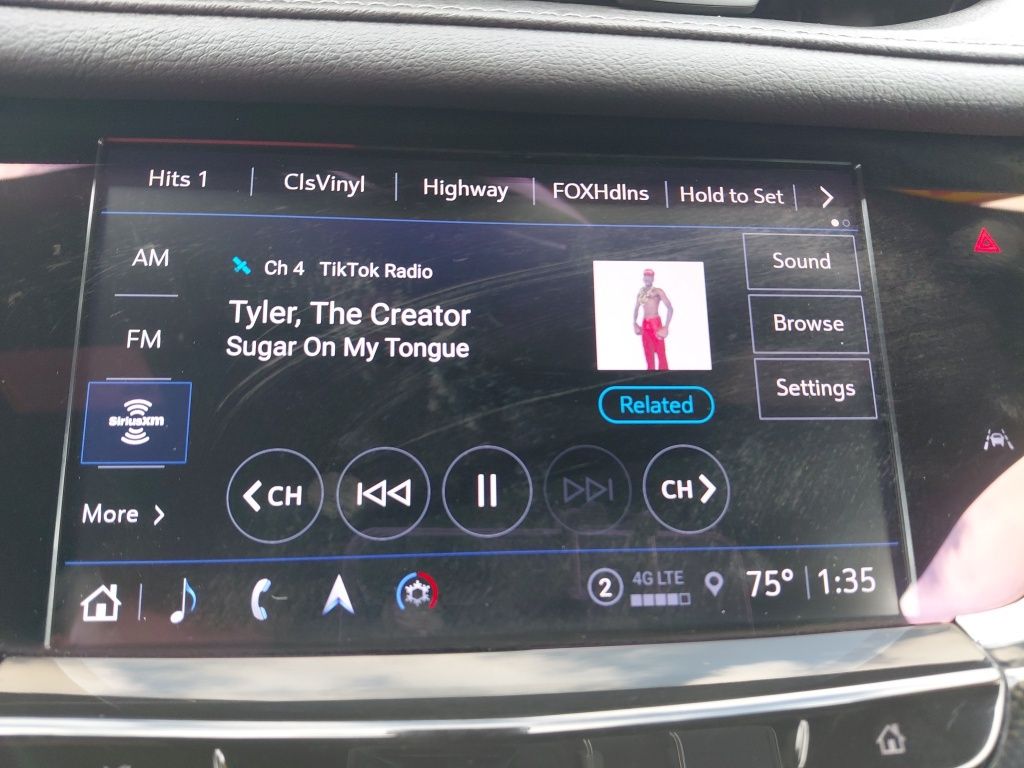 Hits 1
ClsVinyl
Highway
FOXHdlns
Hold to Set
AM
FM
SiriusXM
More
Ch 4 TikTok Radio
Tyler, The Creator
Sugar On My Tongue
Related
Sound
Browse
Settings
CH
CH
2
4G LTE
75°
1:35